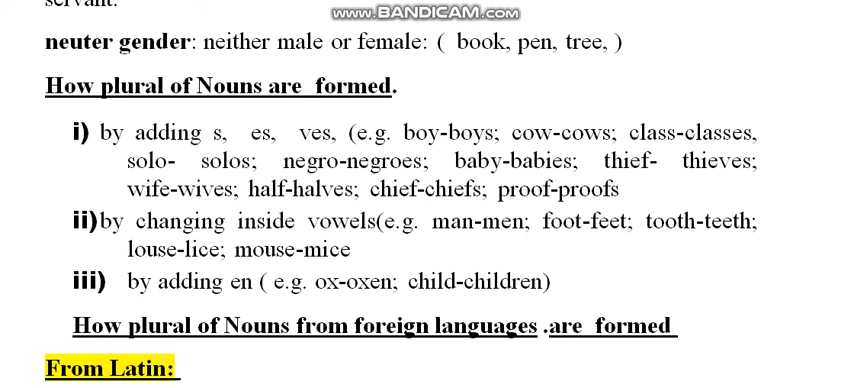 servant.
www.BANDICAM.com
neuter gender: neither male or female: ( book, pen, tree, )
How plural of Nouns are formed.
i) by adding s, es, ves, (e.g. boy-boys; cow-cows; class-classes,
solo- solos; negro-negroes; baby-babies; thief- thieves;
wife-wives; half-halves; chief-chiefs; proof-proofs
ii)by changing inside vowels(e.g. man-men; foot-feet; tooth-teeth;
louse-lice; mouse-mice
iii) by adding en ( e.g. ox-oxen; child-children)
How plural of Nouns from foreign languages .are formed
From Latin: